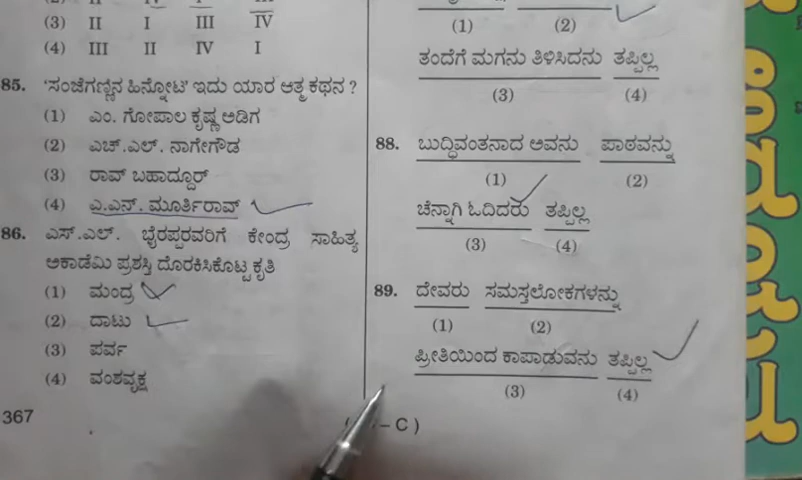 (3) II I III IV
(4) III II IV I
85. 'ಸಂಜೆಗಣ್ಣಿನ ಹಿನ್ನೋಟ' ಇದು ಯಾರ ಆತ್ಮಕಥನ ?
(1) ಎಂ. ಗೋಪಾಲ ಕೃಷ್ಣ ಅಡಿಗ
(2) ಎಚ್.ಎಲ್. ನಾಗೇಗೌಡ
(3) ರಾವ್ ಬಹಾದ್ದೂರ್
(4) ಎ.ಎನ್. ಮೂರ್ತಿರಾವ್
86. ಎಸ್.ಎಲ್. ಭೈರಪ್ಪರವರಿಗೆ ಕೇಂದ್ರ ಸಾಹಿತ್ಯ
ಅಕಾಡೆಮಿ ಪ್ರಶಸ್ತಿ ದೊರಕಿಸಿಕೊಟ್ಟ ಕೃತಿ
(1) ಮಂದ್ರ
(2) ದಾಟು
(3) ಪರ್ವ
(4) ವಂಶವೃಕ್ಷ
367
(1) (2)
ತಂದೆಗೆ ಮಗನು ತಿಳಿಸಿದನು ತಪ್ಪಿಲ್ಲ
(3) (4)
88. ಬುದ್ಧಿವಂತನಾದ ಅವನು ಪಾಠವನ್ನು
(1) (2)
ಚೆನ್ನಾಗಿ ಓದಿದರು ತಪ್ಪಿಲ್ಲ
(3) (4)
89. ದೇವರು ಸಮಸ್ತಲೋಕಗಳನ್ನು
(1) (2)
ಪ್ರೀತಿಯಿಂದ ಕಾಪಾಡುವನು ತಪ್ಪಿಲ್ಲ
(3) (4)
– C )